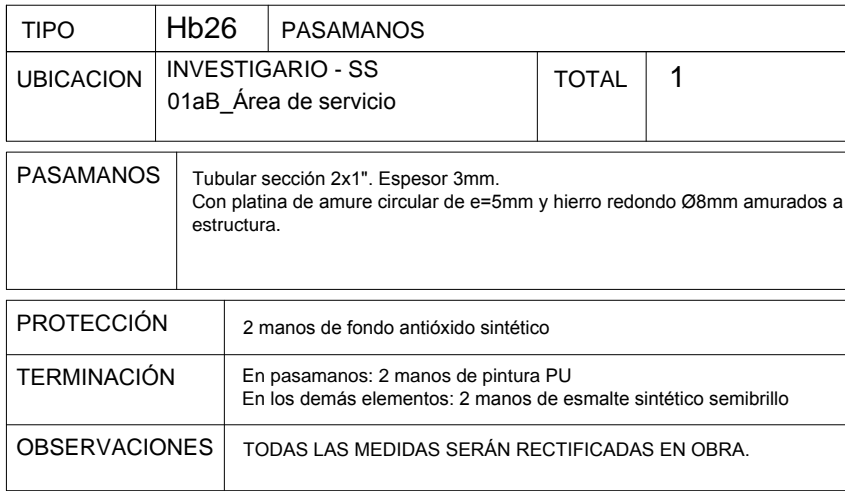 TIPO Hb26 PASAMANOS
UBICACION INVESTIGARIO - SS TOTAL 1
01aB_Área de servicio
PASAMANOS Tubular sección 2x1". Espesor 3mm.
Con platina de amure circular de e=5mm y hierro redondo Ø8mm amurados a
estructura.
PROTECCIÓN 2 manos de fondo antióxido sintético
TERMINACIÓN En pasamanos: 2 manos de pintura PU
En los demás elementos: 2 manos de esmalte sintético semibrillo
OBSERVACIONES TODAS LAS MEDIDAS SERÁN RECTIFICADAS EN OBRA.